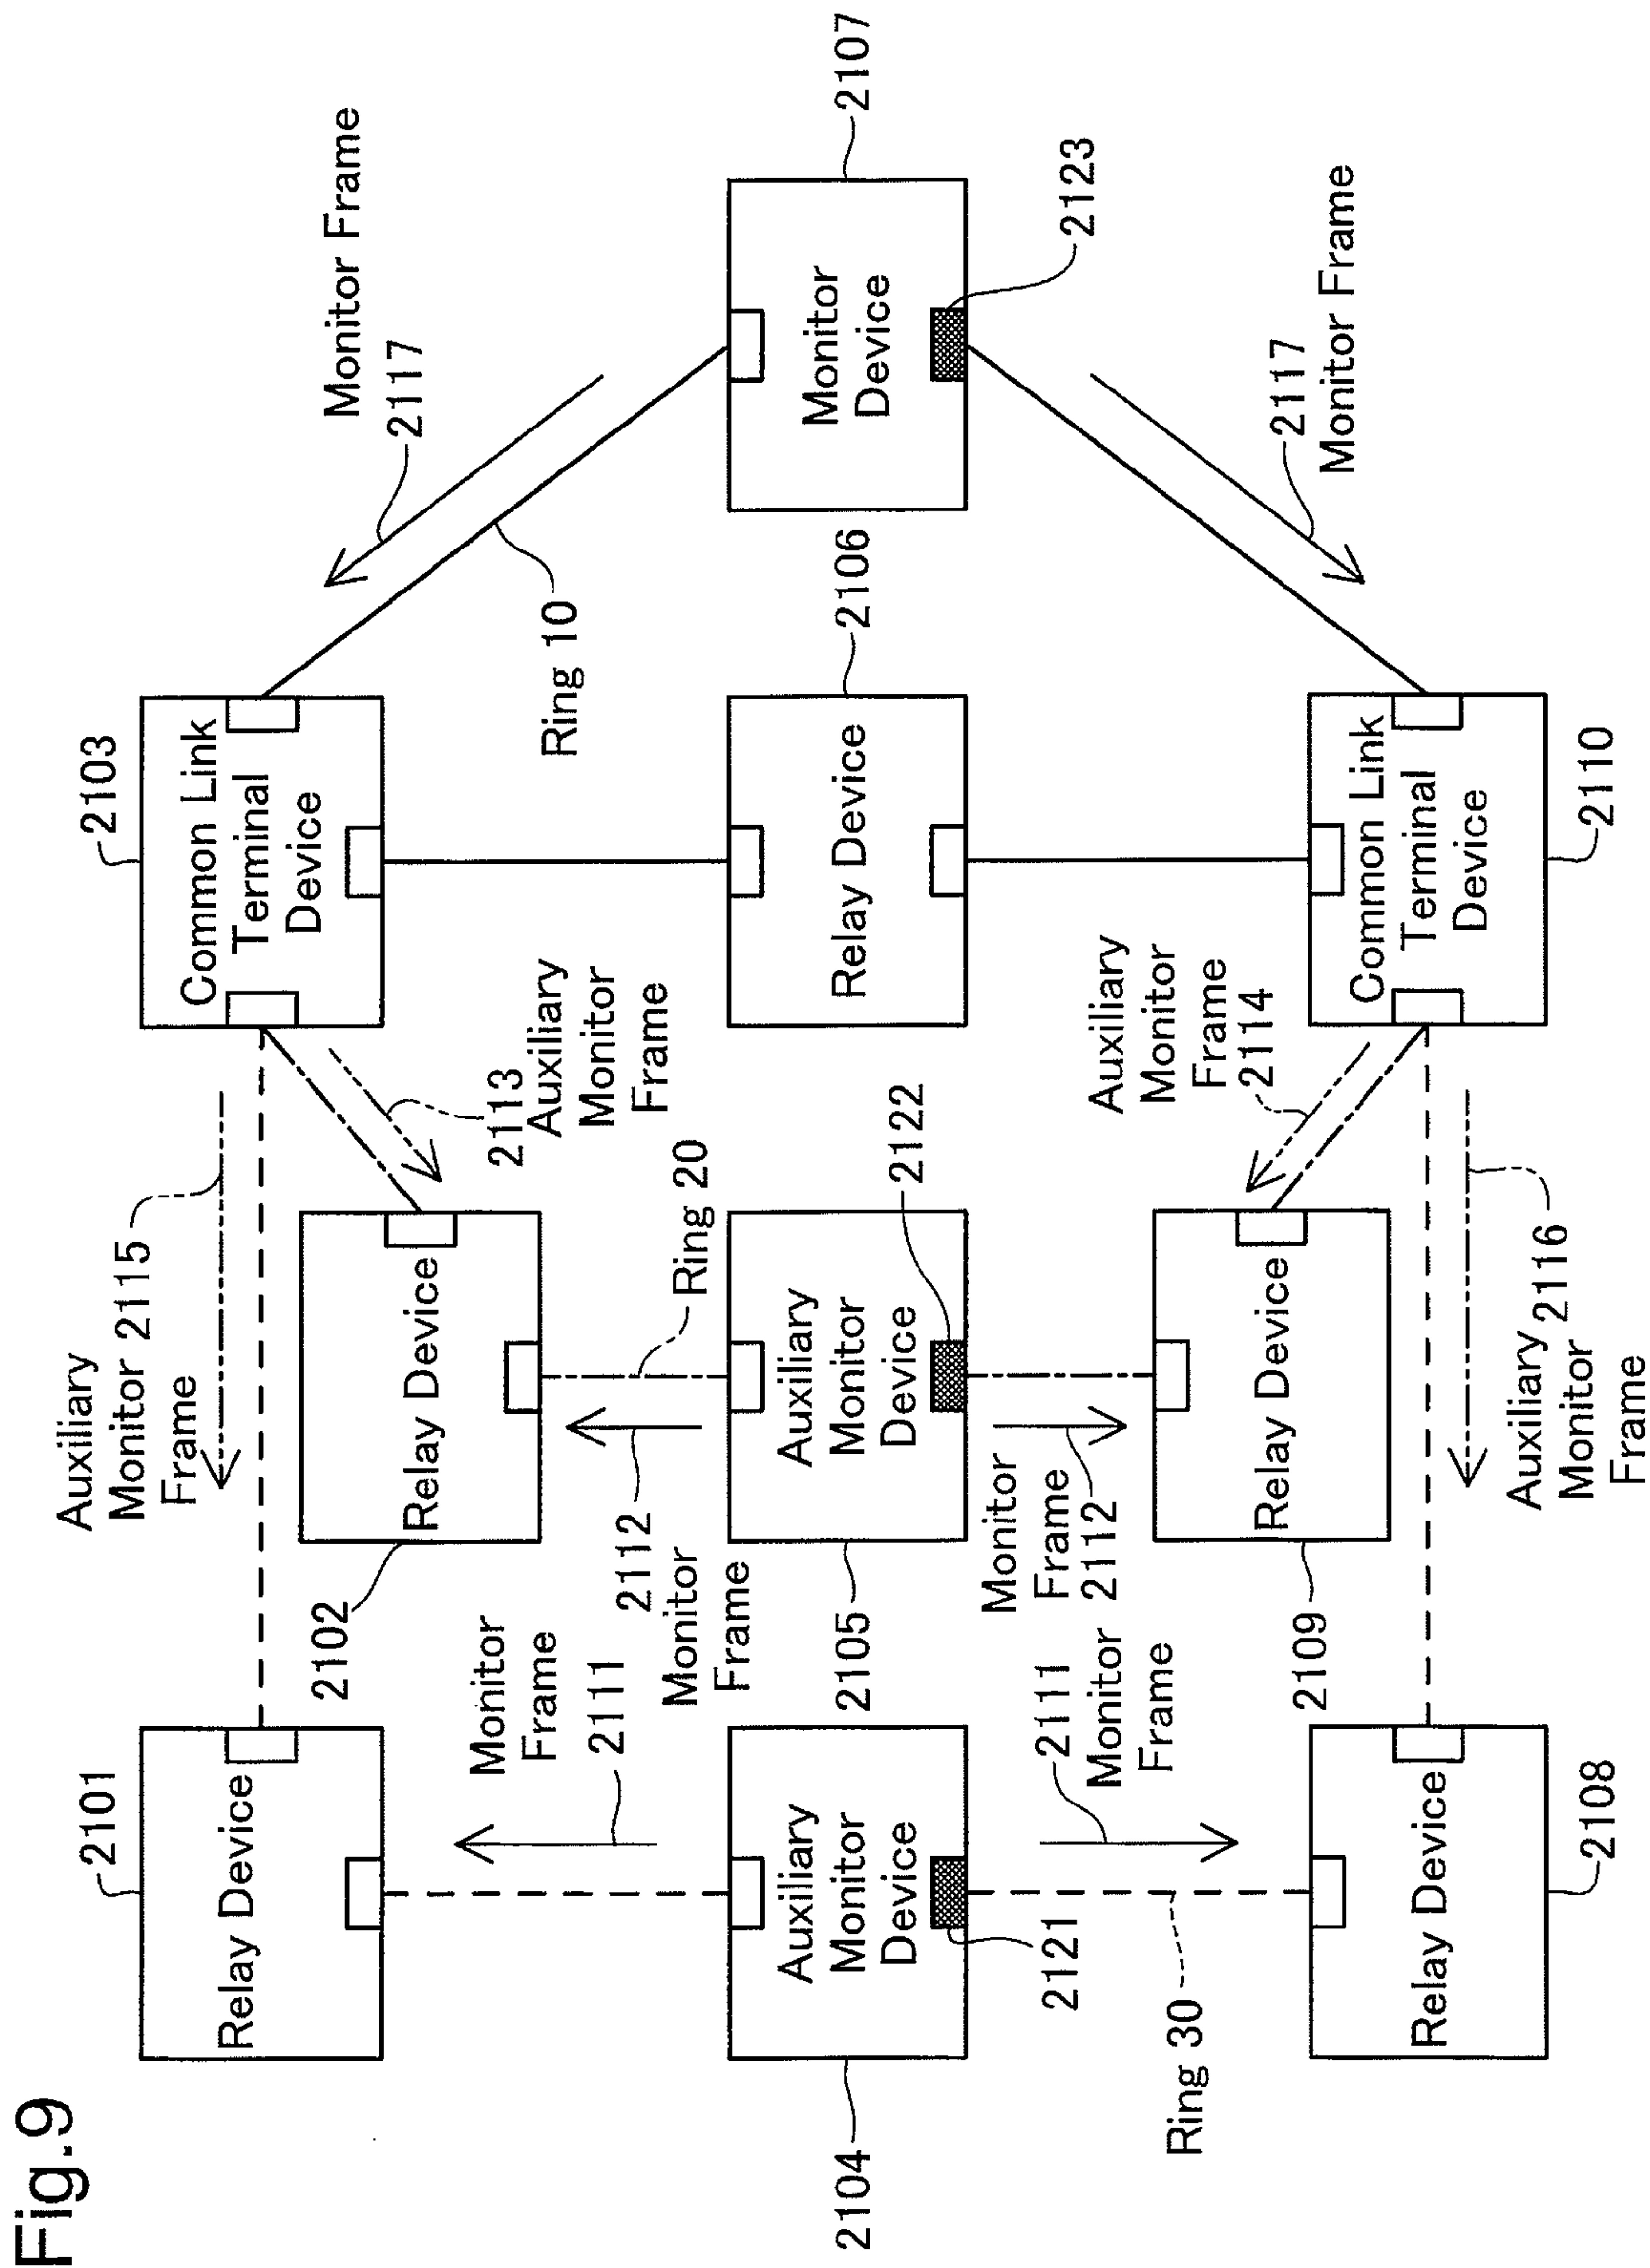 Fig.9
2101
Relay Device
Auxiliary
Monitor 2115
Frame
2103
Common Link
Terminal
Device
Monitor Frame
2117
Ring 10
2102
Relay Device
2113
Auxiliary
Monitor
Frame
Monitor
Frame
2111
2112
Monitor
Frame
Ring 20
2104
Auxiliary
Monitor
Device
2121
2105
Auxiliary
Monitor
Device
2122
2106
Relay Device
2107
Monitor
Device
2123
2111
Monitor
Frame
Monitor
Frame
2112
Auxiliary
Monitor
Frame
2114
2117
Monitor Frame
Ring 30
2109
Relay Device
2108
Relay Device
Auxiliary 2116
Monitor
Frame
2110
Common Link
Terminal
Device